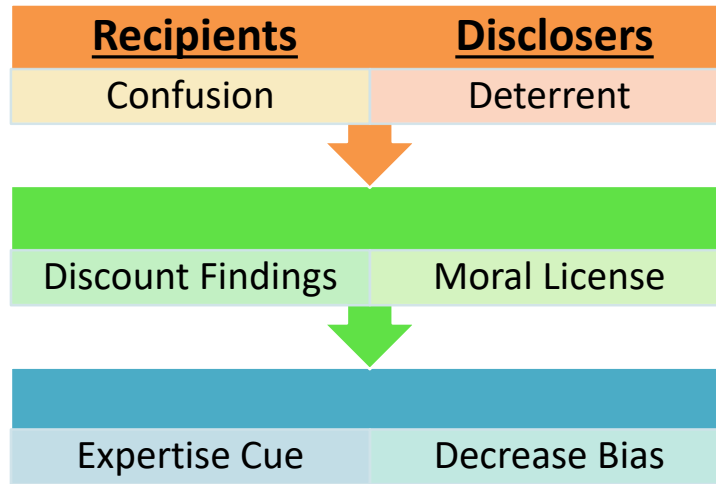 Recipients Disclosers
Confusion Deterrent
Discount Findings Moral License
Expertise Cue Decrease Bias